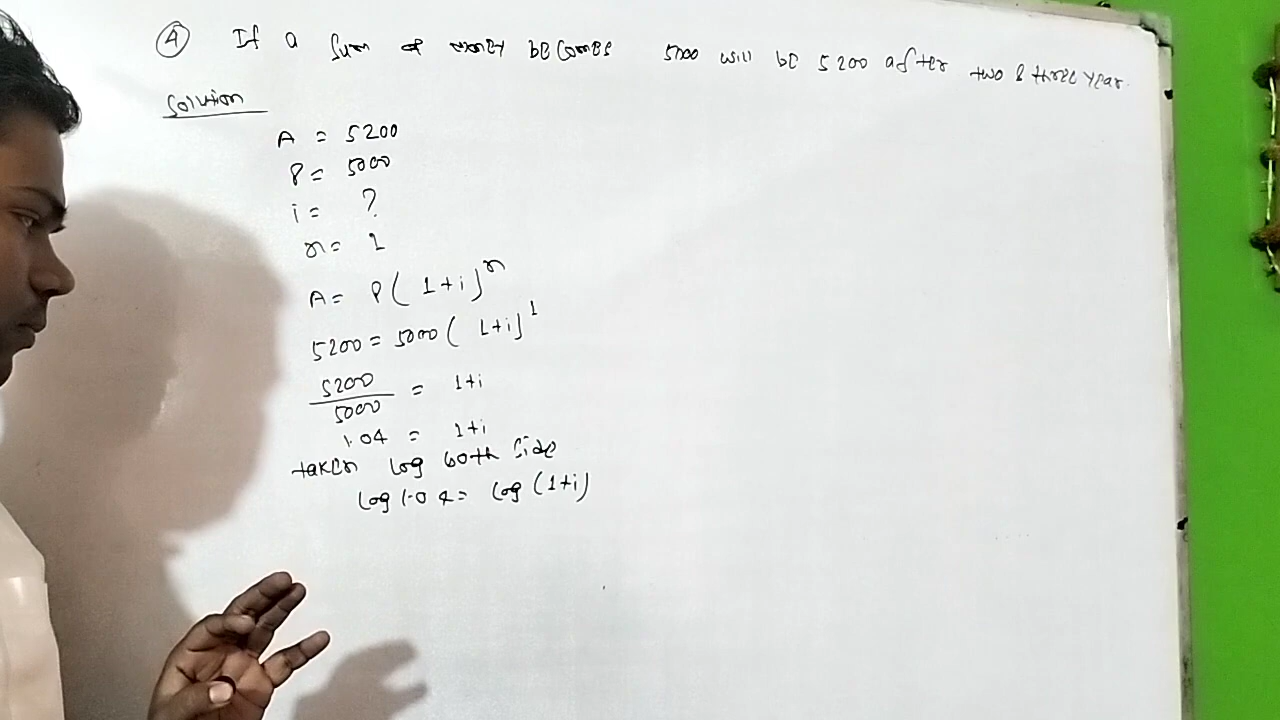 ④ If a Sum of money becomes 5000 will be 5200 after two & three year.
Solution
A = 5200
P = 5000
i = ?
n = 1
A = P(1+i)^n
5200 = 5000(1+i)^1
5200/5000 = 1+i
1.04 = 1+i
taken log both side
log 1.04 = log (1+i)